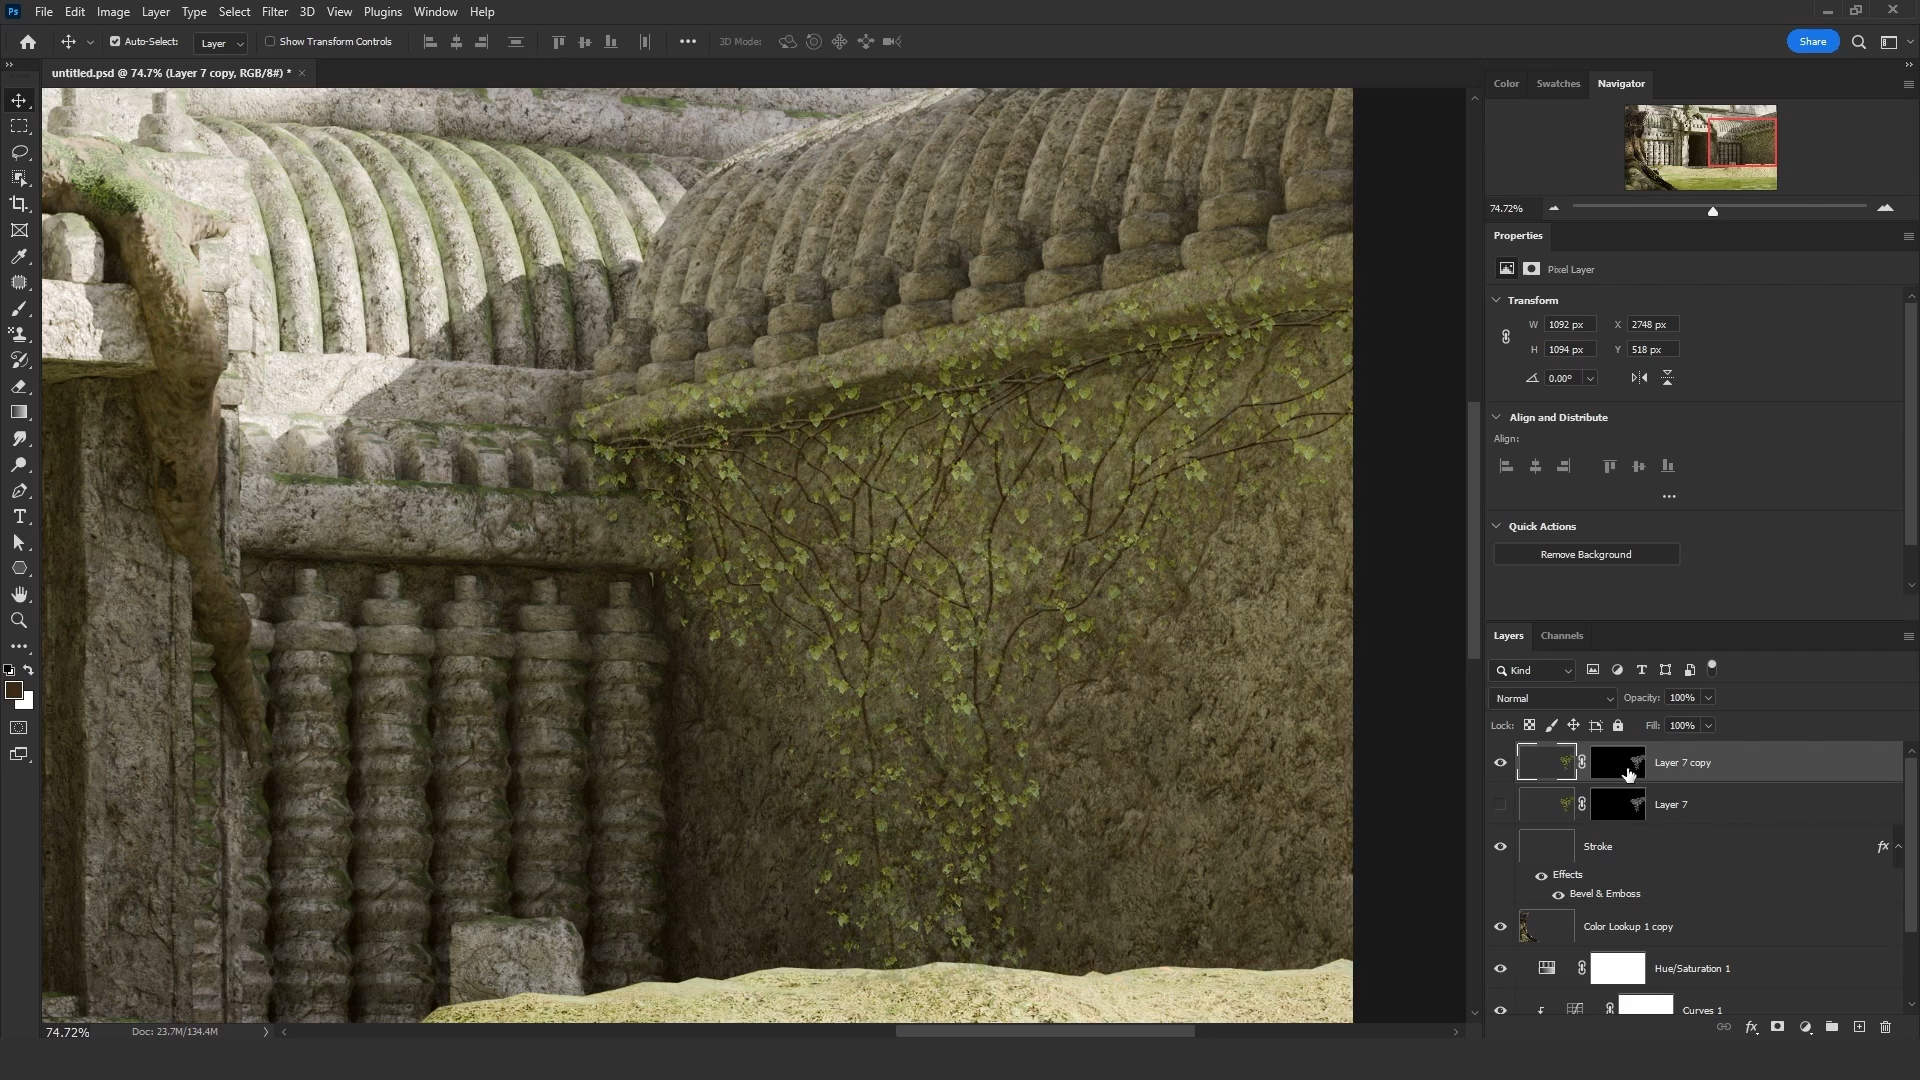 Ps File Edit Image Layer Type Select Filter 3D View Plugins Window Help
Auto-Select: Layer Show Transform Controls 3D Mode: Share
untitled.psd @ 74.7% (Layer 7 copy, RGB/8#) *
Color Swatches Navigator
74.72%
Properties
Pixel Layer
Transform
W 1092 px X 2748 px
H 1094 px Y 518 px
0.00°
Align and Distribute
Align:
Quick Actions
Remove Background
Layers Channels
Kind
Normal Opacity: 100%
Lock: Fill: 100%
Layer 7 copy
Layer 7
Stroke fx
Effects
Bevel & Emboss
Color Lookup 1 copy
Hue/Saturation 1
Curves 1
fx
74.72% Doc: 23.7M/134.4M